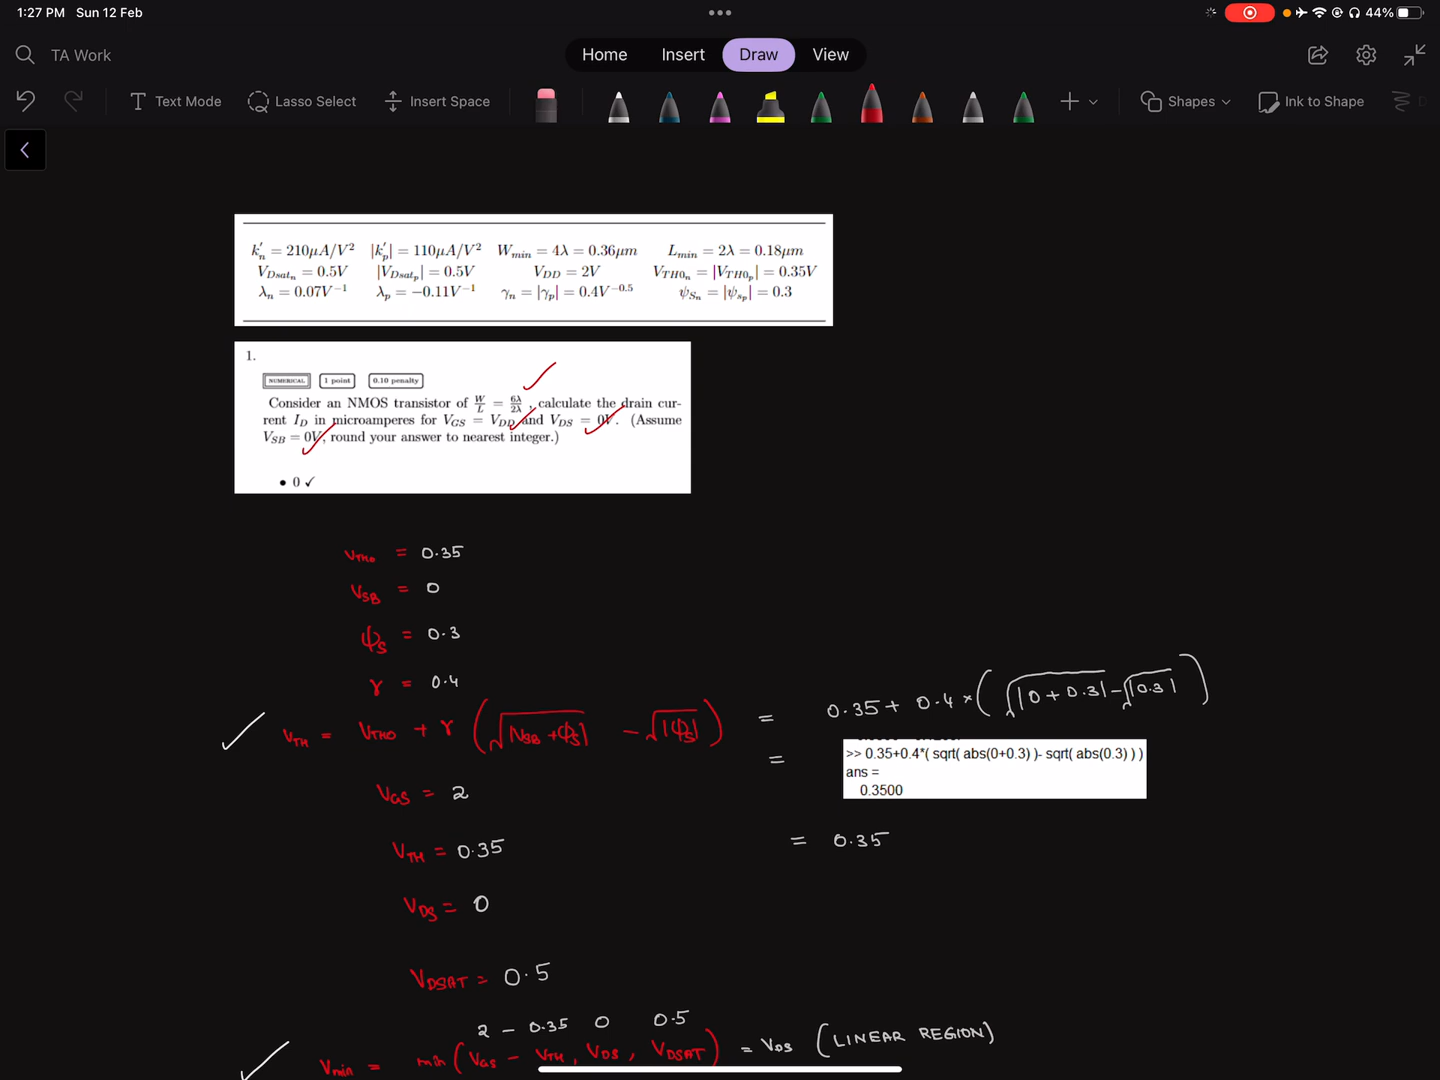 1:27 PM Sun 12 Feb
44%
TA Work
Home Insert Draw View
Text Mode Lasso Select Insert Space Shapes Ink to Shape
k′n = 210μA/V² |k′p| = 110μA/V² Wmin = 4λ = 0.36μm Lmin = 2λ = 0.18μm
VDsatn = 0.5V |VDsatp| = 0.5V VDD = 2V VTH0n = |VTH0p| = 0.35V
λn = 0.07V⁻¹ λp = −0.11V⁻¹ γn = |γp| = 0.4V⁻⁰·⁵ ψSn = |ψsp| = 0.3
1.
NUMERICAL 1 point 0.10 penalty
Consider an NMOS transistor of W/L = 6λ/2λ, calculate the drain cur-
rent ID in microamperes for VGS = VDD and VDS = 0V. (Assume
VSB = 0V, round your answer to nearest integer.)
• 0 ✓
VTH0 = 0.35
VSB = 0
ψS = 0.3
γ = 0.4
VTH = VTH0 + γ (√|VSB + ψS| − √|ψS|) = 0.35 + 0.4 × (√|0 + 0.3| − √|0.3|)
=
>> 0.35+0.4*( sqrt( abs(0+0.3) )- sqrt( abs(0.3) ) )
ans =
0.3500
VGS = 2
= 0.35
VTH = 0.35
VDS = 0
VDSAT = 0.5
2 − 0.35 0 0.5
Vmin = min (VGS − VTH, VDS, VDSAT) = VDS (LINEAR REGION)